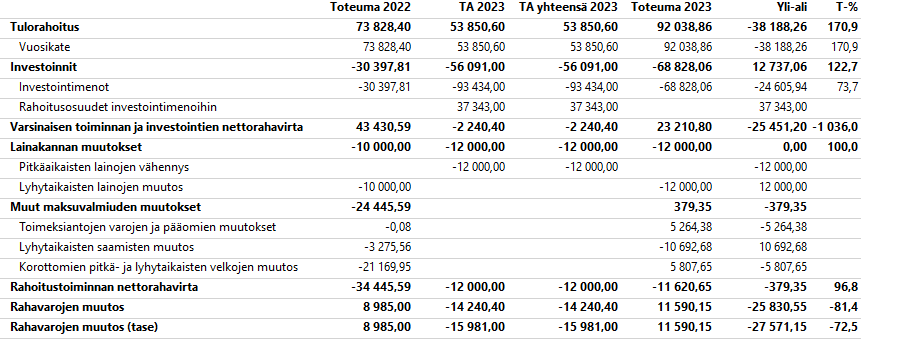 Toteuma 2022 TA 2023 TA yhteensä 2023 Toteuma 2023 Yli-ali T-%
Tulorahoitus 73 828,40 53 850,60 53 850,60 92 038,86 -38 188,26 170,9
Vuosikate 73 828,40 53 850,60 53 850,60 92 038,86 -38 188,26 170,9
Investoinnit -30 397,81 -56 091,00 -56 091,00 -68 828,06 12 737,06 122,7
Investointimenot -30 397,81 -93 434,00 -93 434,00 -68 828,06 -24 605,94 73,7
Rahoitusosuudet investointimenoihin 37 343,00 37 343,00 37 343,00
Varsinaisen toiminnan ja investointien nettorahavirta 43 430,59 -2 240,40 -2 240,40 23 210,80 -25 451,20 -1 036,0
Lainakannan muutokset -10 000,00 -12 000,00 -12 000,00 -12 000,00 0,00 100,0
Pitkäaikaisten lainojen vähennys -12 000,00 -12 000,00 -12 000,00
Lyhytaikaisten lainojen muutos -10 000,00 -12 000,00 12 000,00
Muut maksuvalmiuden muutokset -24 445,59 379,35 -379,35
Toimeksiantojen varojen ja pääomien muutokset -0,08 5 264,38 -5 264,38
Lyhytaikaisten saamisten muutos -3 275,56 -10 692,68 10 692,68
Korottomien pitkä- ja lyhytaikaisten velkojen muutos -21 169,95 5 807,65 -5 807,65
Rahoitustoiminnan nettorahavirta -34 445,59 -12 000,00 -12 000,00 -11 620,65 -379,35 96,8
Rahavarojen muutos 8 985,00 -14 240,40 -14 240,40 11 590,15 -25 830,55 -81,4
Rahavarojen muutos (tase) 8 985,00 -15 981,00 -15 981,00 11 590,15 -27 571,15 -72,5